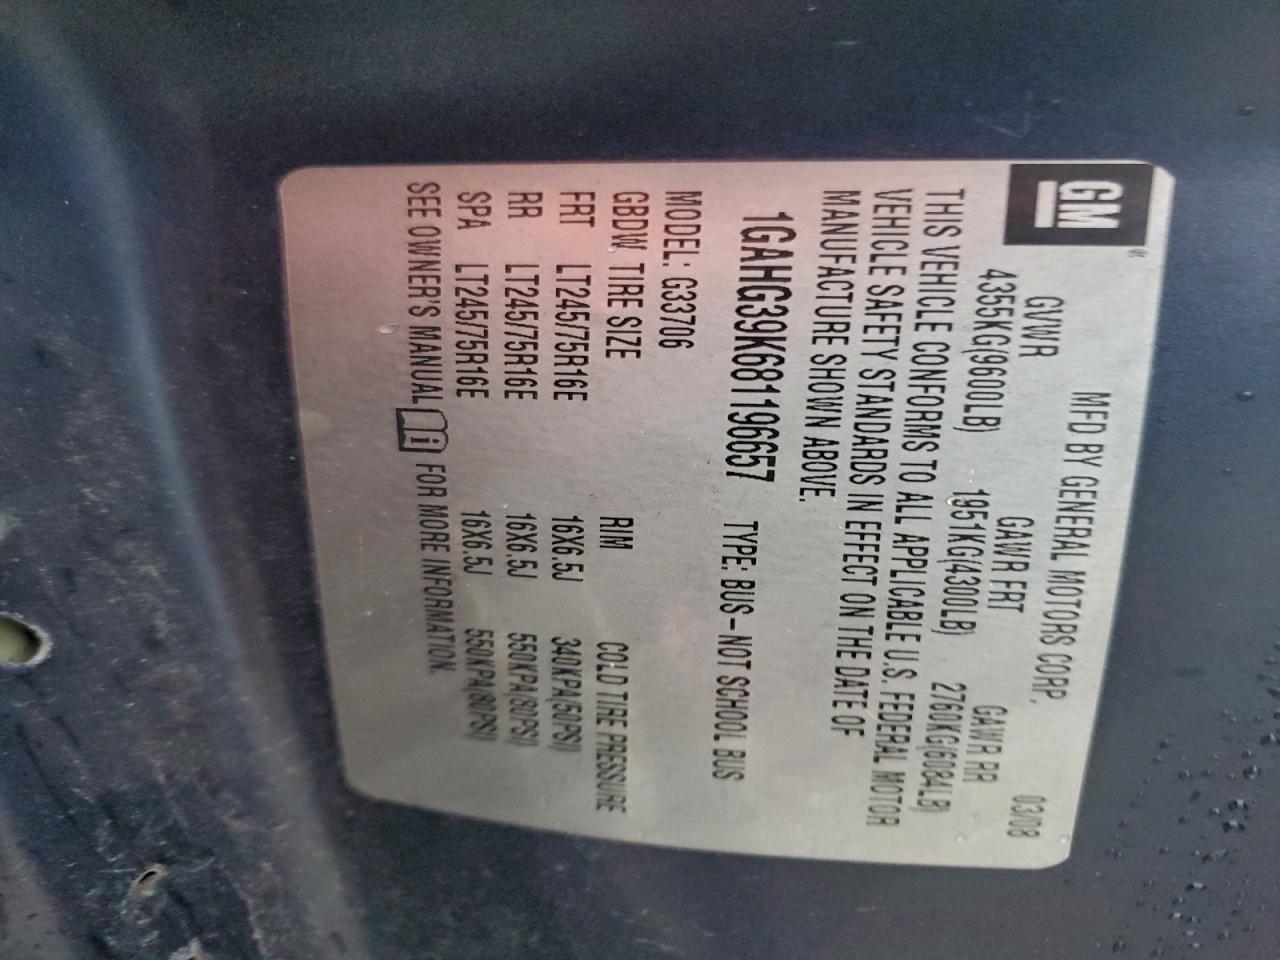 GM
MFD BY GENERAL MOTORS CORP. 03/08
GVWR GAWR FRT GAWR RR
4355KG(9600LB) 1951KG(4300LB) 2760KG(6084LB)
THIS VEHICLE CONFORMS TO ALL APPLICABLE U.S. FEDERAL MOTOR
VEHICLE SAFETY STANDARDS IN EFFECT ON THE DATE OF
MANUFACTURE SHOWN ABOVE.
1GAHG39K681196657 TYPE: BUS-NOT SCHOOL BUS
MODEL: G33706
GBDW TIRE SIZE RIM COLD TIRE PRESSURE
FRT LT245/75R16E 16X6.5J 340KPA(50PSI)
RR LT245/75R16E 16X6.5J 550KPA(80PSI)
SPA LT245/75R16E 16X6.5J 550KPA(80PSI)
SEE OWNER'S MANUAL FOR MORE INFORMATION.